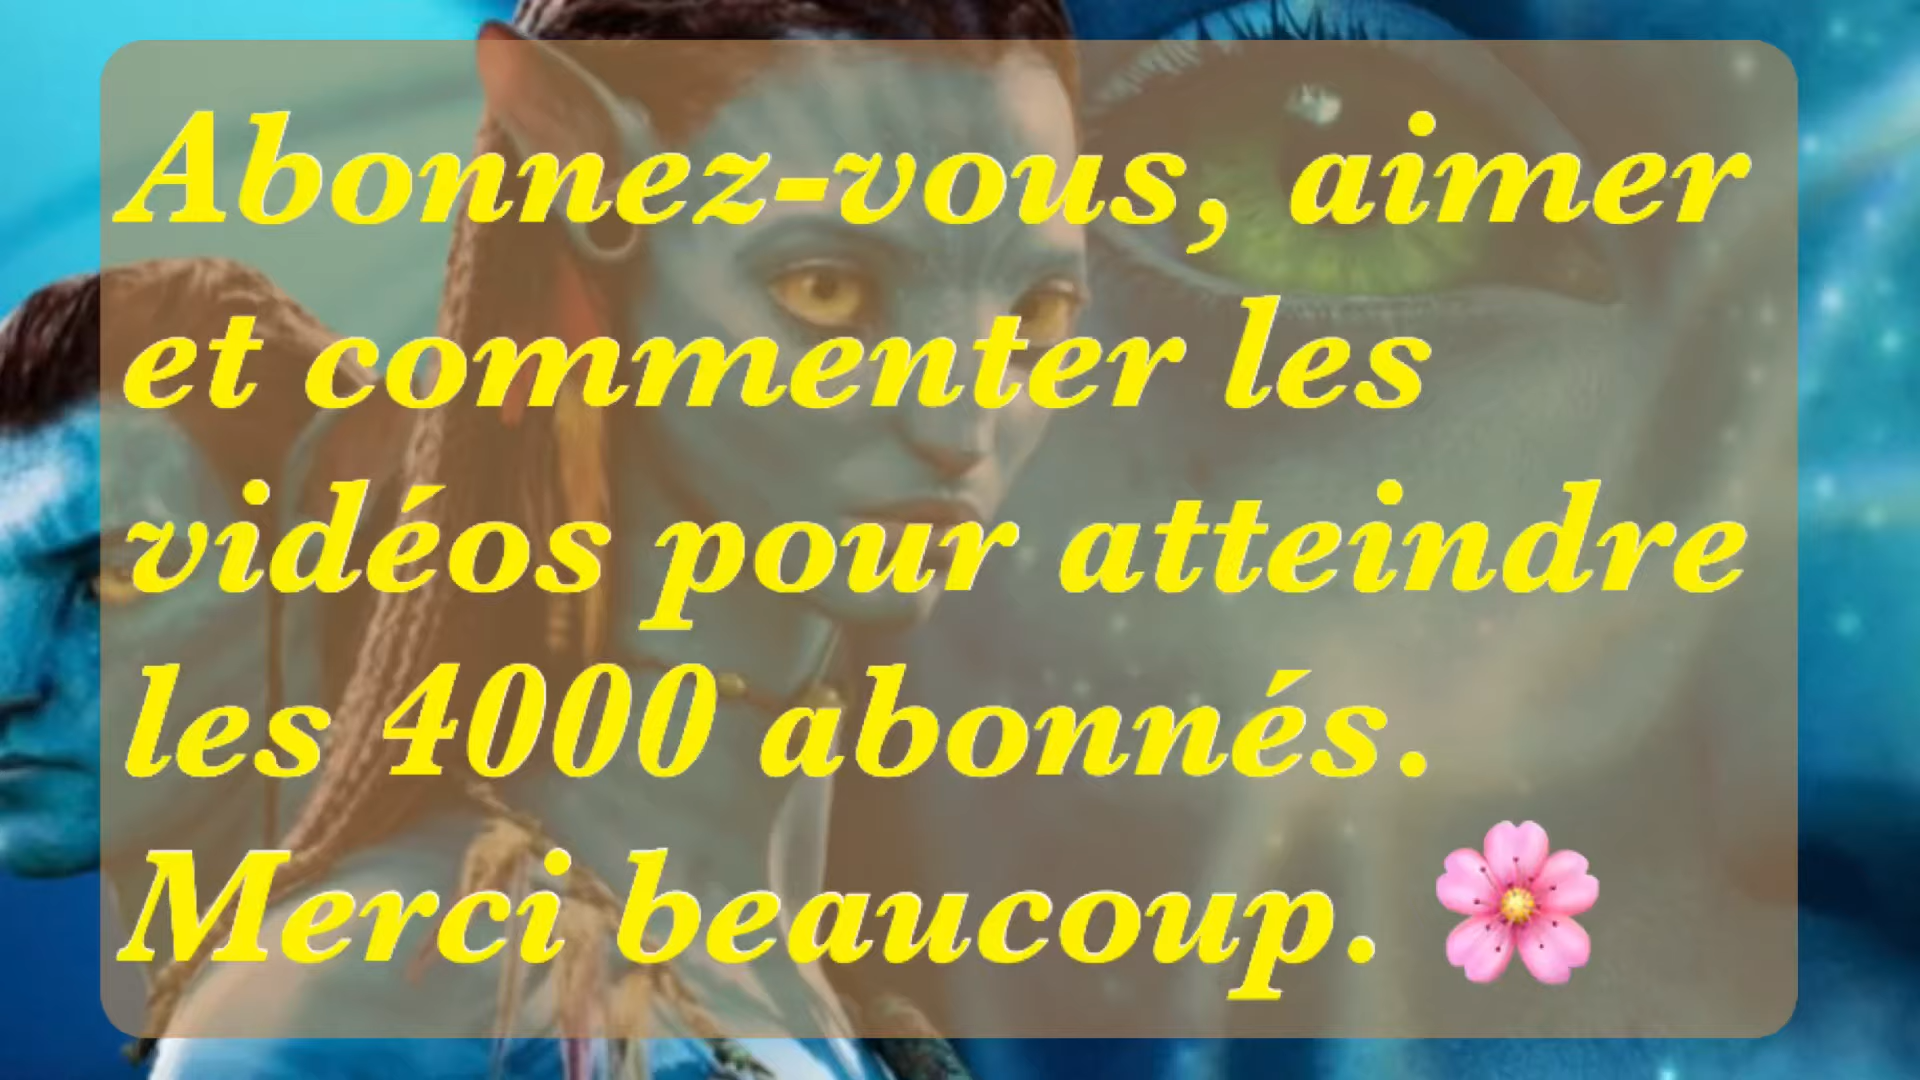 Abonnez-vous, aimer
et commenter les
vidéos pour atteindre
les 4000 abonnés.
Merci beaucoup. 🌸